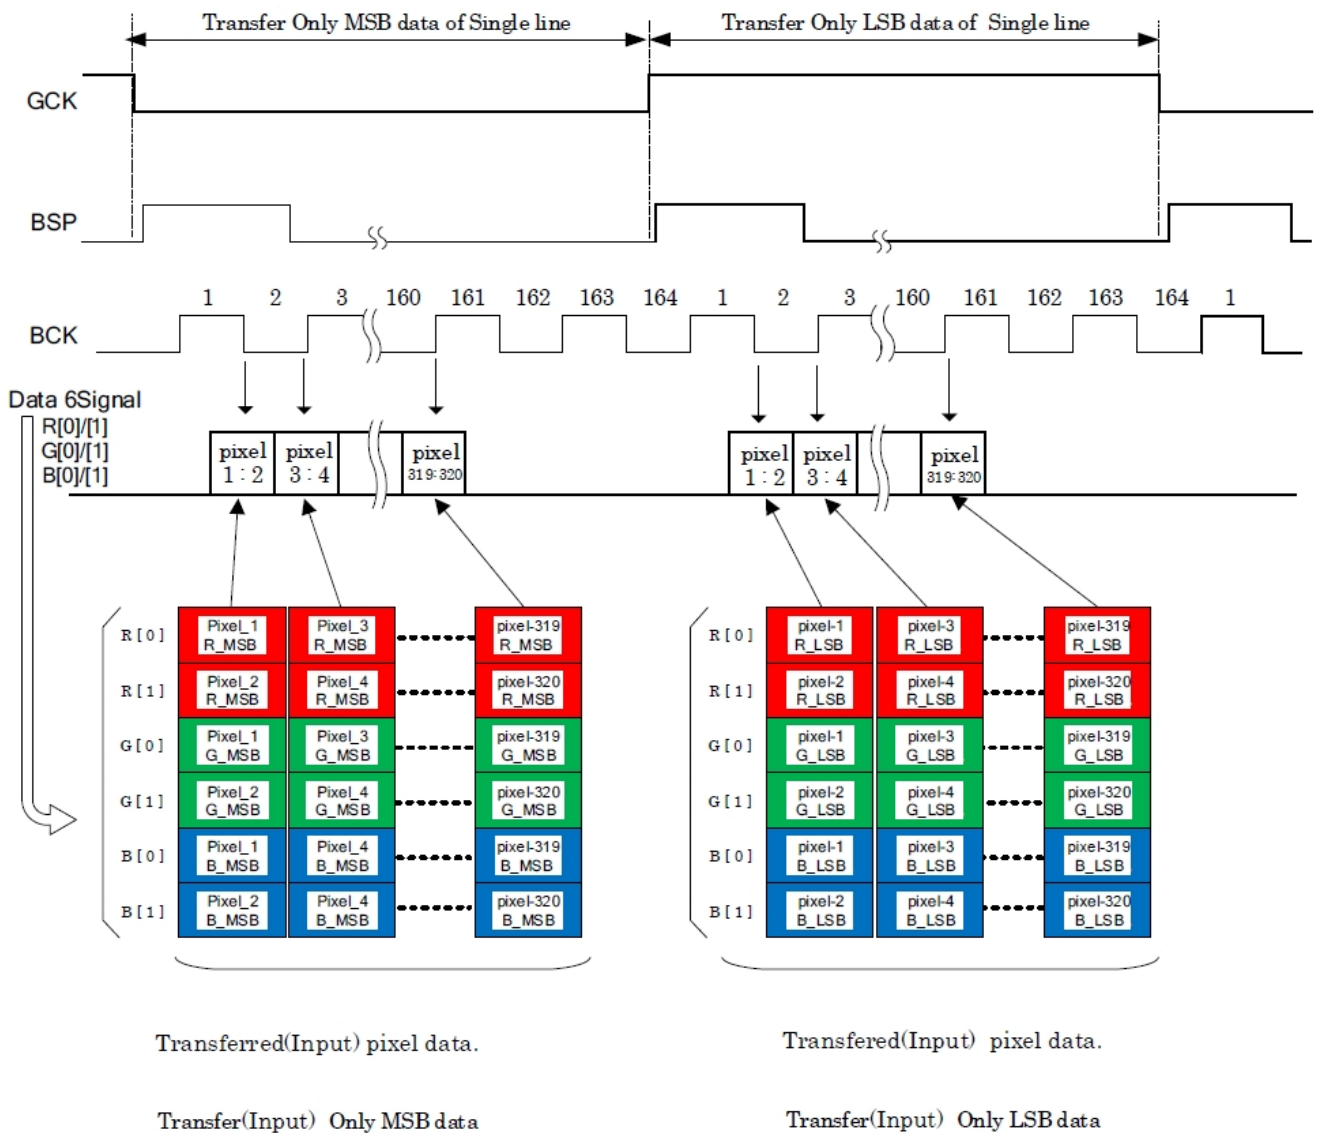 Transfer Only MSB data of Single line
Transfer Only LSB data of Single line
GCK
BSP
1 2 3 160 161 162 163 164 1 2 3 160 161 162 163 164 1
BCK
Data 6Signal
R[0]/[1]
G[0]/[1]
B[0]/[1]
pixel 1:2
pixel 3:4
pixel 319:320
pixel 1:2
pixel 3:4
pixel 319:320
R[0]
Pixel_1 R_MSB
Pixel_3 R_MSB
pixel-319 R_MSB
R[1]
Pixel_2 R_MSB
Pixel_4 R_MSB
pixel-320 R_MSB
G[0]
Pixel_1 G_MSB
Pixel_3 G_MSB
pixel-319 G_MSB
G[1]
Pixel_2 G_MSB
Pixel_4 G_MSB
pixel-320 G_MSB
B[0]
Pixel_1 B_MSB
Pixel_4 B_MSB
pixel-319 B_MSB
B[1]
Pixel_2 B_MSB
Pixel_4 B_MSB
pixel-320 B_MSB
R[0]
pixel-1 R_LSB
pixel-3 R_LSB
pixel-319 R_LSB
R[1]
pixel-2 R_LSB
pixel-4 R_LSB
pixel-320 R_LSB
G[0]
pixel-1 G_LSB
pixel-3 G_LSB
pixel-319 G_LSB
G[1]
pixel-2 G_LSB
pixel-4 G_LSB
pixel-320 G_LSB
B[0]
pixel-1 B_LSB
pixel-3 B_LSB
pixel-319 B_LSB
B[1]
pixel-2 B_LSB
pixel-4 B_LSB
pixel-320 B_LSB
Transferred(Input) pixel data.
Transfered(Input) pixel data.
Transfer(Input) Only MSB data
Transfer(Input) Only LSB data